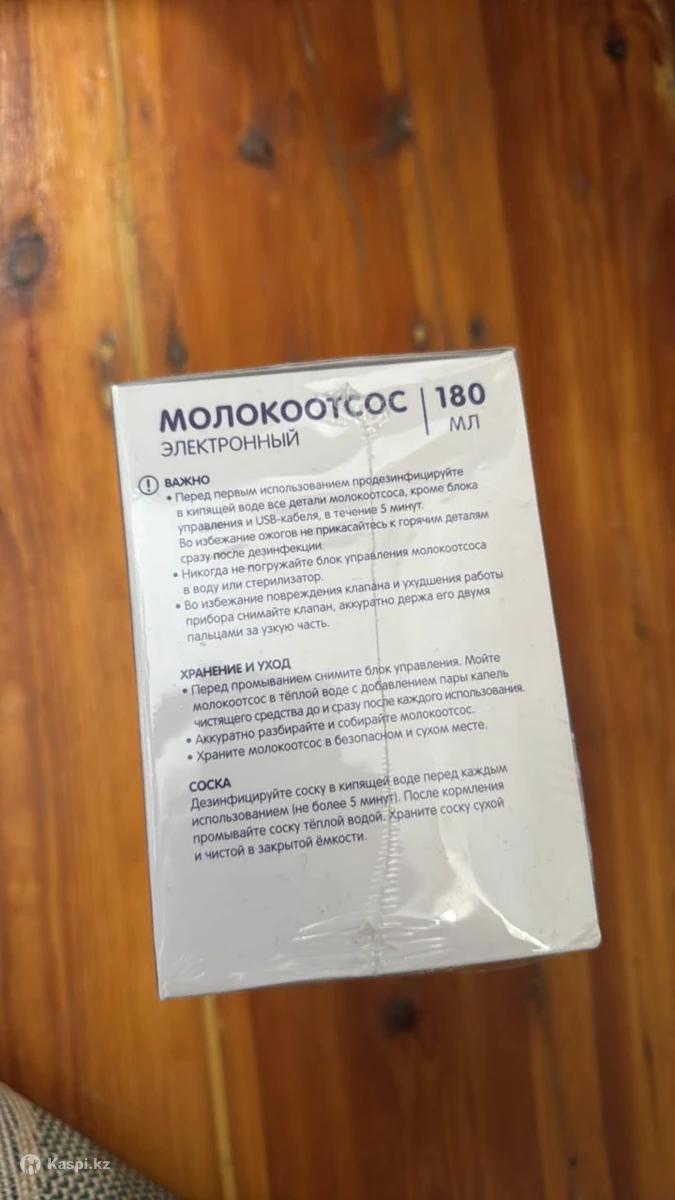 МОЛОКООТСОС | 180
ЭЛЕКТРОННЫЙ МЛ
ВАЖНО
• Перед первым использованием продезинфицируйте
в кипящей воде все детали молокоотсоса, кроме блока
управления и USB-кабеля, в течение 5 минут.
Во избежание ожогов не прикасайтесь к горячим деталям
сразу после дезинфекции.
• Никогда не погружайте блок управления молокоотсоса
в воду или стерилизатор.
• Во избежание повреждения клапана и ухудшения работы
прибора снимайте клапан, аккуратно держа его двумя
пальцами за узкую часть.
ХРАНЕНИЕ И УХОД
• Перед промыванием снимите блок управления. Мойте
молокоотсос в тёплой воде с добавлением пары капель
чистящего средства до и сразу после каждого использования.
• Аккуратно разбирайте и собирайте молокоотсос.
• Храните молокоотсос в безопасном и сухом месте.
СОСКА
Дезинфицируйте соску в кипящей воде перед каждым
использованием (не более 5 минут). После кормления
промывайте соску тёплой водой. Храните соску сухой
и чистой в закрытой ёмкости.
Kaspi.kz